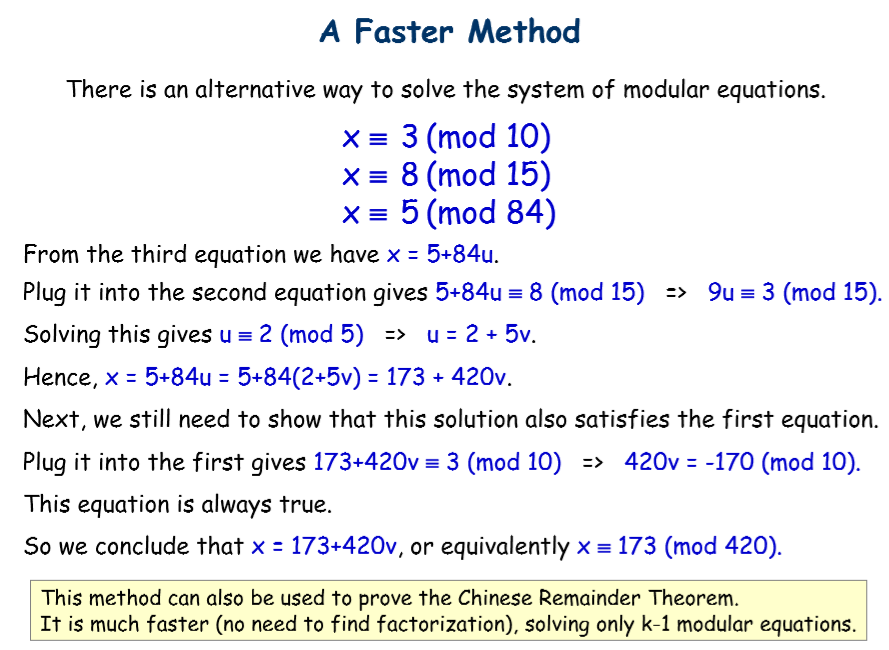 A Faster Method
There is an alternative way to solve the system of modular equations.
x ≡ 3 (mod 10)
x ≡ 8 (mod 15)
x ≡ 5 (mod 84)
From the third equation we have x = 5+84u.
Plug it into the second equation gives 5+84u ≡ 8 (mod 15) => 9u ≡ 3 (mod 15).
Solving this gives u ≡ 2 (mod 5) => u = 2 + 5v.
Hence, x = 5+84u = 5+84(2+5v) = 173 + 420v.
Next, we still need to show that this solution also satisfies the first equation.
Plug it into the first gives 173+420v ≡ 3 (mod 10) => 420v = -170 (mod 10).
This equation is always true.
So we conclude that x = 173+420v, or equivalently x ≡ 173 (mod 420).
This method can also be used to prove the Chinese Remainder Theorem.
It is much faster (no need to find factorization), solving only k-1 modular equations.